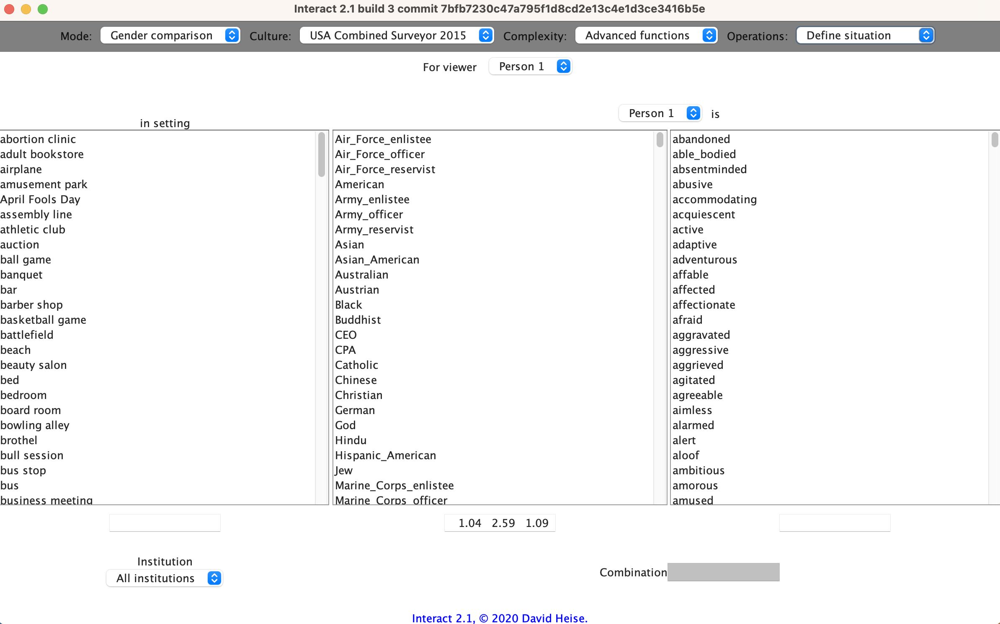 Interact 2.1 build 3 commit 7bfb7230c47a795f1d8cd2e13c4e1d3ce3416b5e
Mode: Gender comparison Culture: USA Combined Surveyor 2015 Complexity: Advanced functions Operations: Define situation
For viewer Person 1
Person 1 is
in setting
abortion clinic
adult bookstore
airplane
amusement park
April Fools Day
assembly line
athletic club
auction
ball game
banquet
bar
barber shop
basketball game
battlefield
beach
beauty salon
bed
bedroom
board room
bowling alley
brothel
bull session
bus stop
bus
business meeting
Air_Force_enlistee
Air_Force_officer
Air_Force_reservist
American
Army_enlistee
Army_officer
Army_reservist
Asian
Asian_American
Australian
Austrian
Black
Buddhist
CEO
CPA
Catholic
Chinese
Christian
German
God
Hindu
Hispanic_American
Jew
Marine_Corps_enlistee
Marine_Corps_officer
abandoned
able_bodied
absentminded
abusive
accommodating
acquiescent
active
adaptive
adventurous
affable
affected
affectionate
afraid
aggravated
aggressive
aggrieved
agitated
agreeable
aimless
alarmed
alert
aloof
ambitious
amorous
amused
1.04 2.59 1.09
Institution
All institutions
Combination
Interact 2.1, © 2020 David Heise.